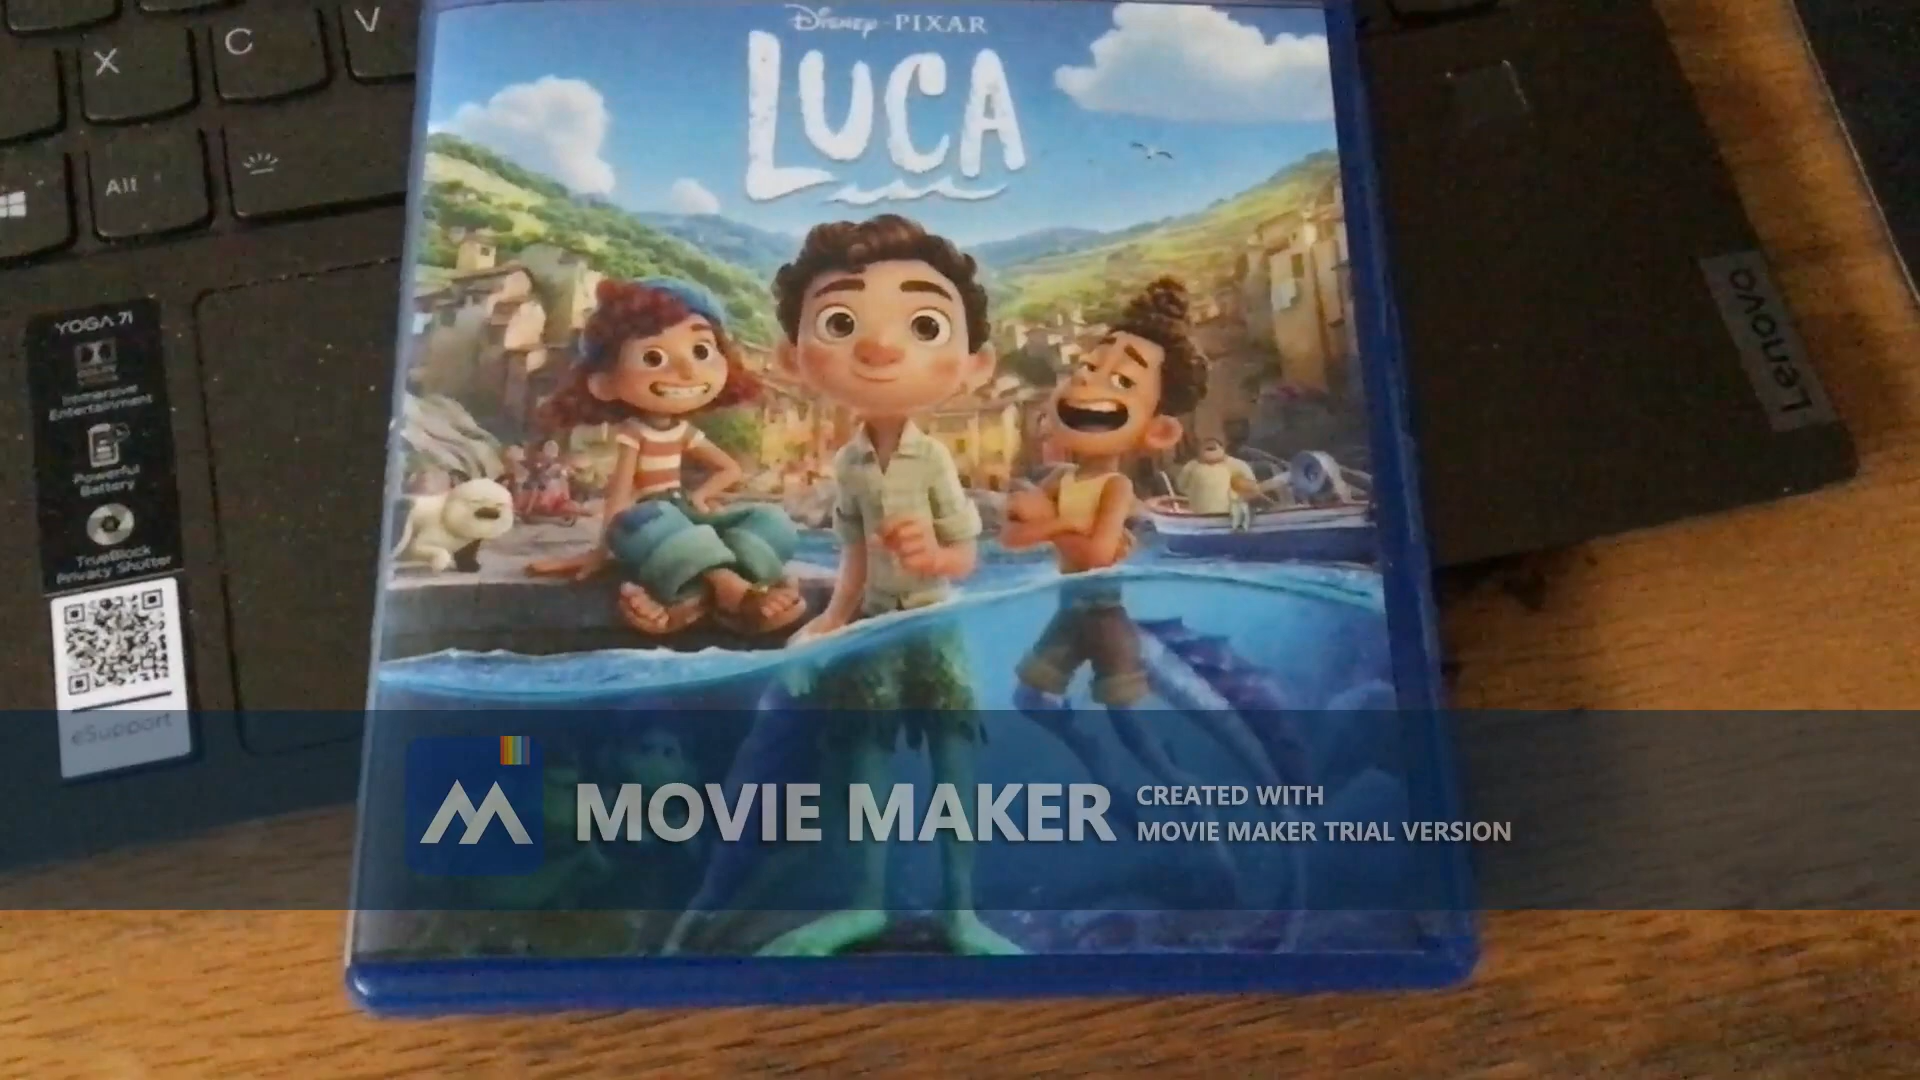 X
C
V
Alt
Disney PIXAR
LUCA
YOGA 7i
Immersive
Entertainment
Powerful
Battery
TrueBlock
Privacy Shutter
eSupport
Lenovo
MOVIE MAKER
CREATED WITH
MOVIE MAKER TRIAL VERSION